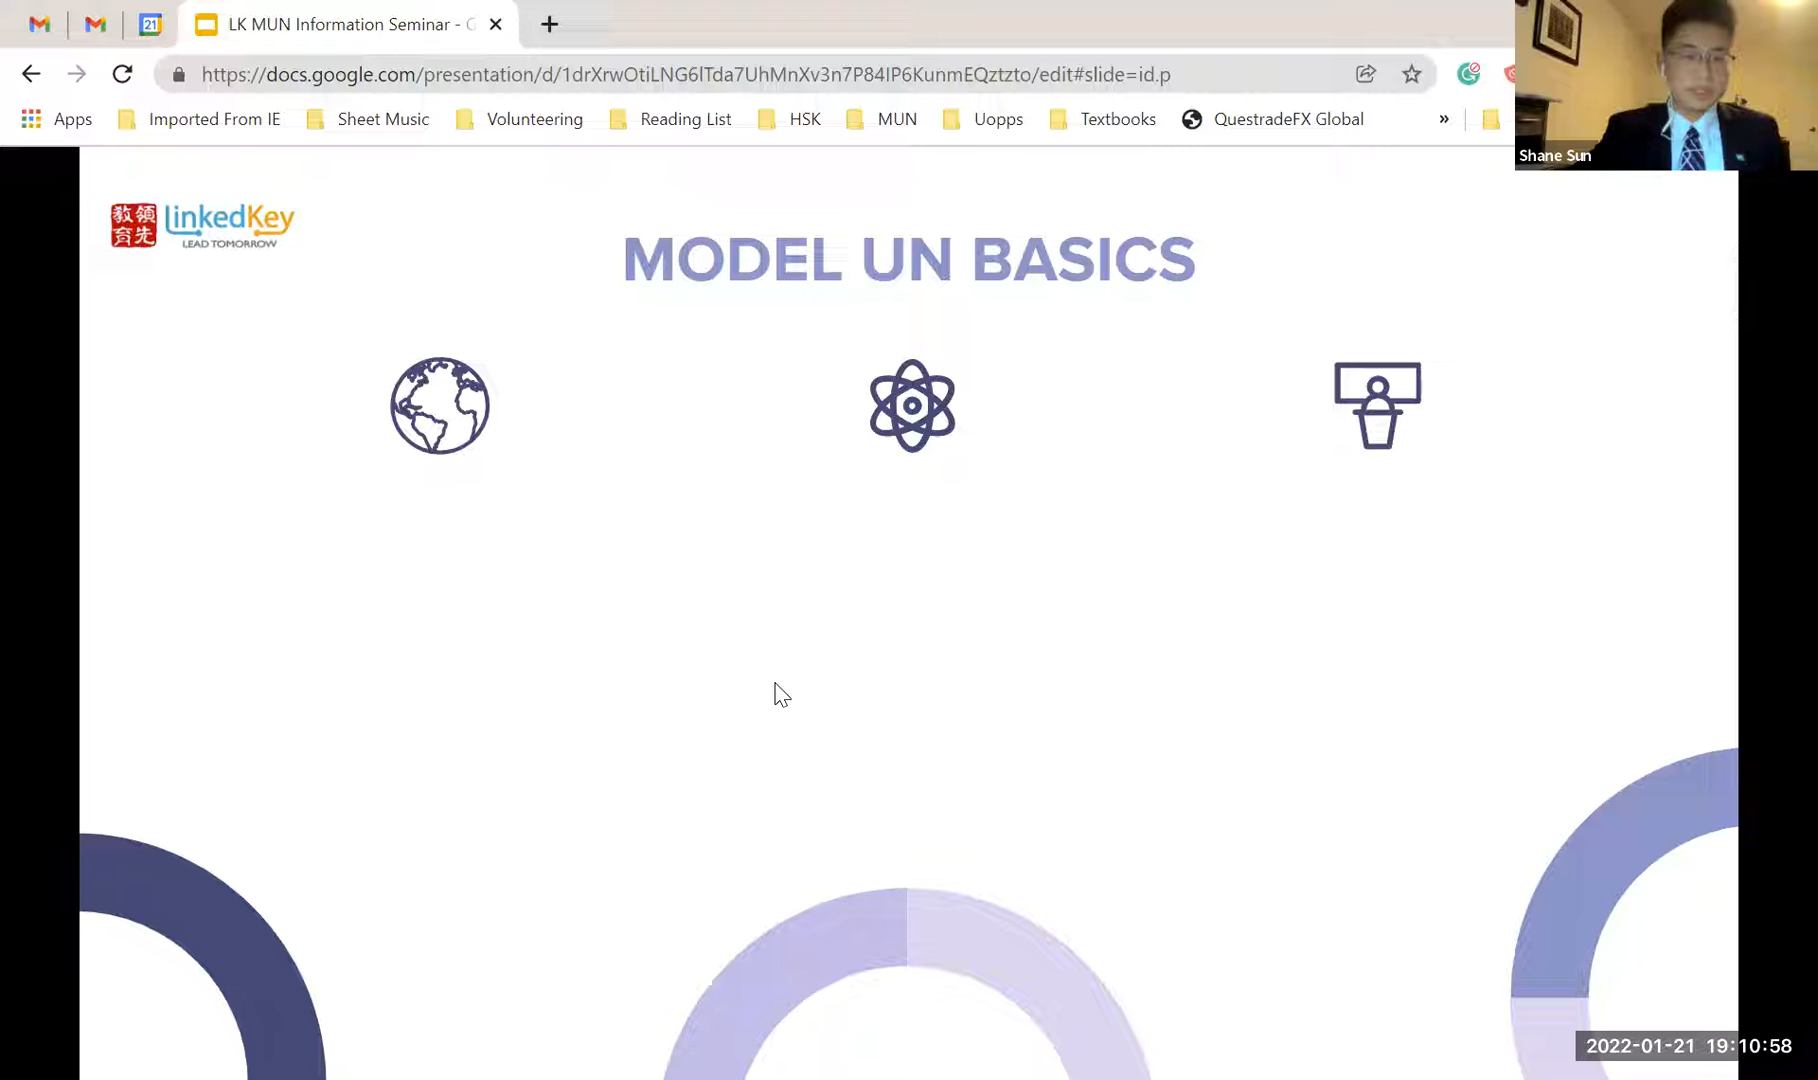 LK MUN Information Seminar - G
https://docs.google.com/presentation/d/1drXrwOtiLNG6lTda7UhMnXv3n7P84IP6KunmEQztzto/edit#slide=id.p
Apps Imported From IE Sheet Music Volunteering Reading List HSK MUN Uopps Textbooks QuestradeFX Global »
21
Shane Sun
教領
育先
LinkedKey
LEAD TOMORROW
MODEL UN BASICS
2022-01-21 19:10:58